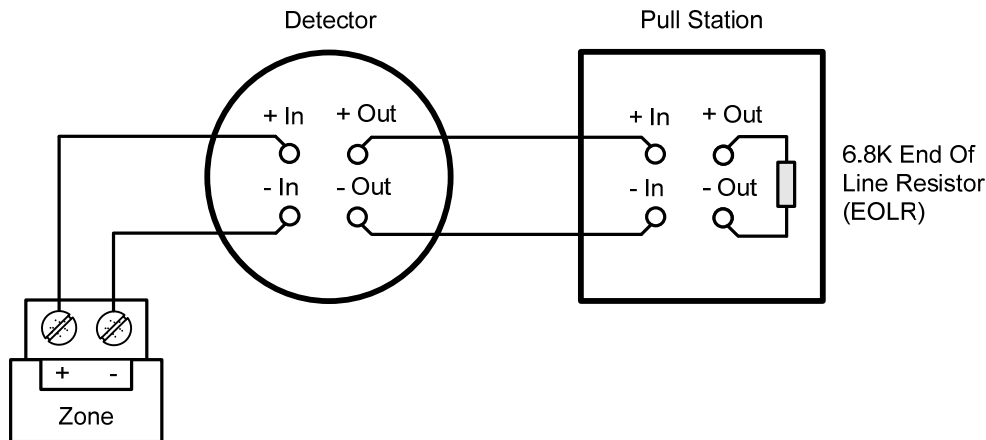 Detector
Pull Station
+ In
+ Out
- In
- Out
+ In
+ Out
- In
- Out
6.8K End Of
Line Resistor
(EOLR)
+ -
Zone